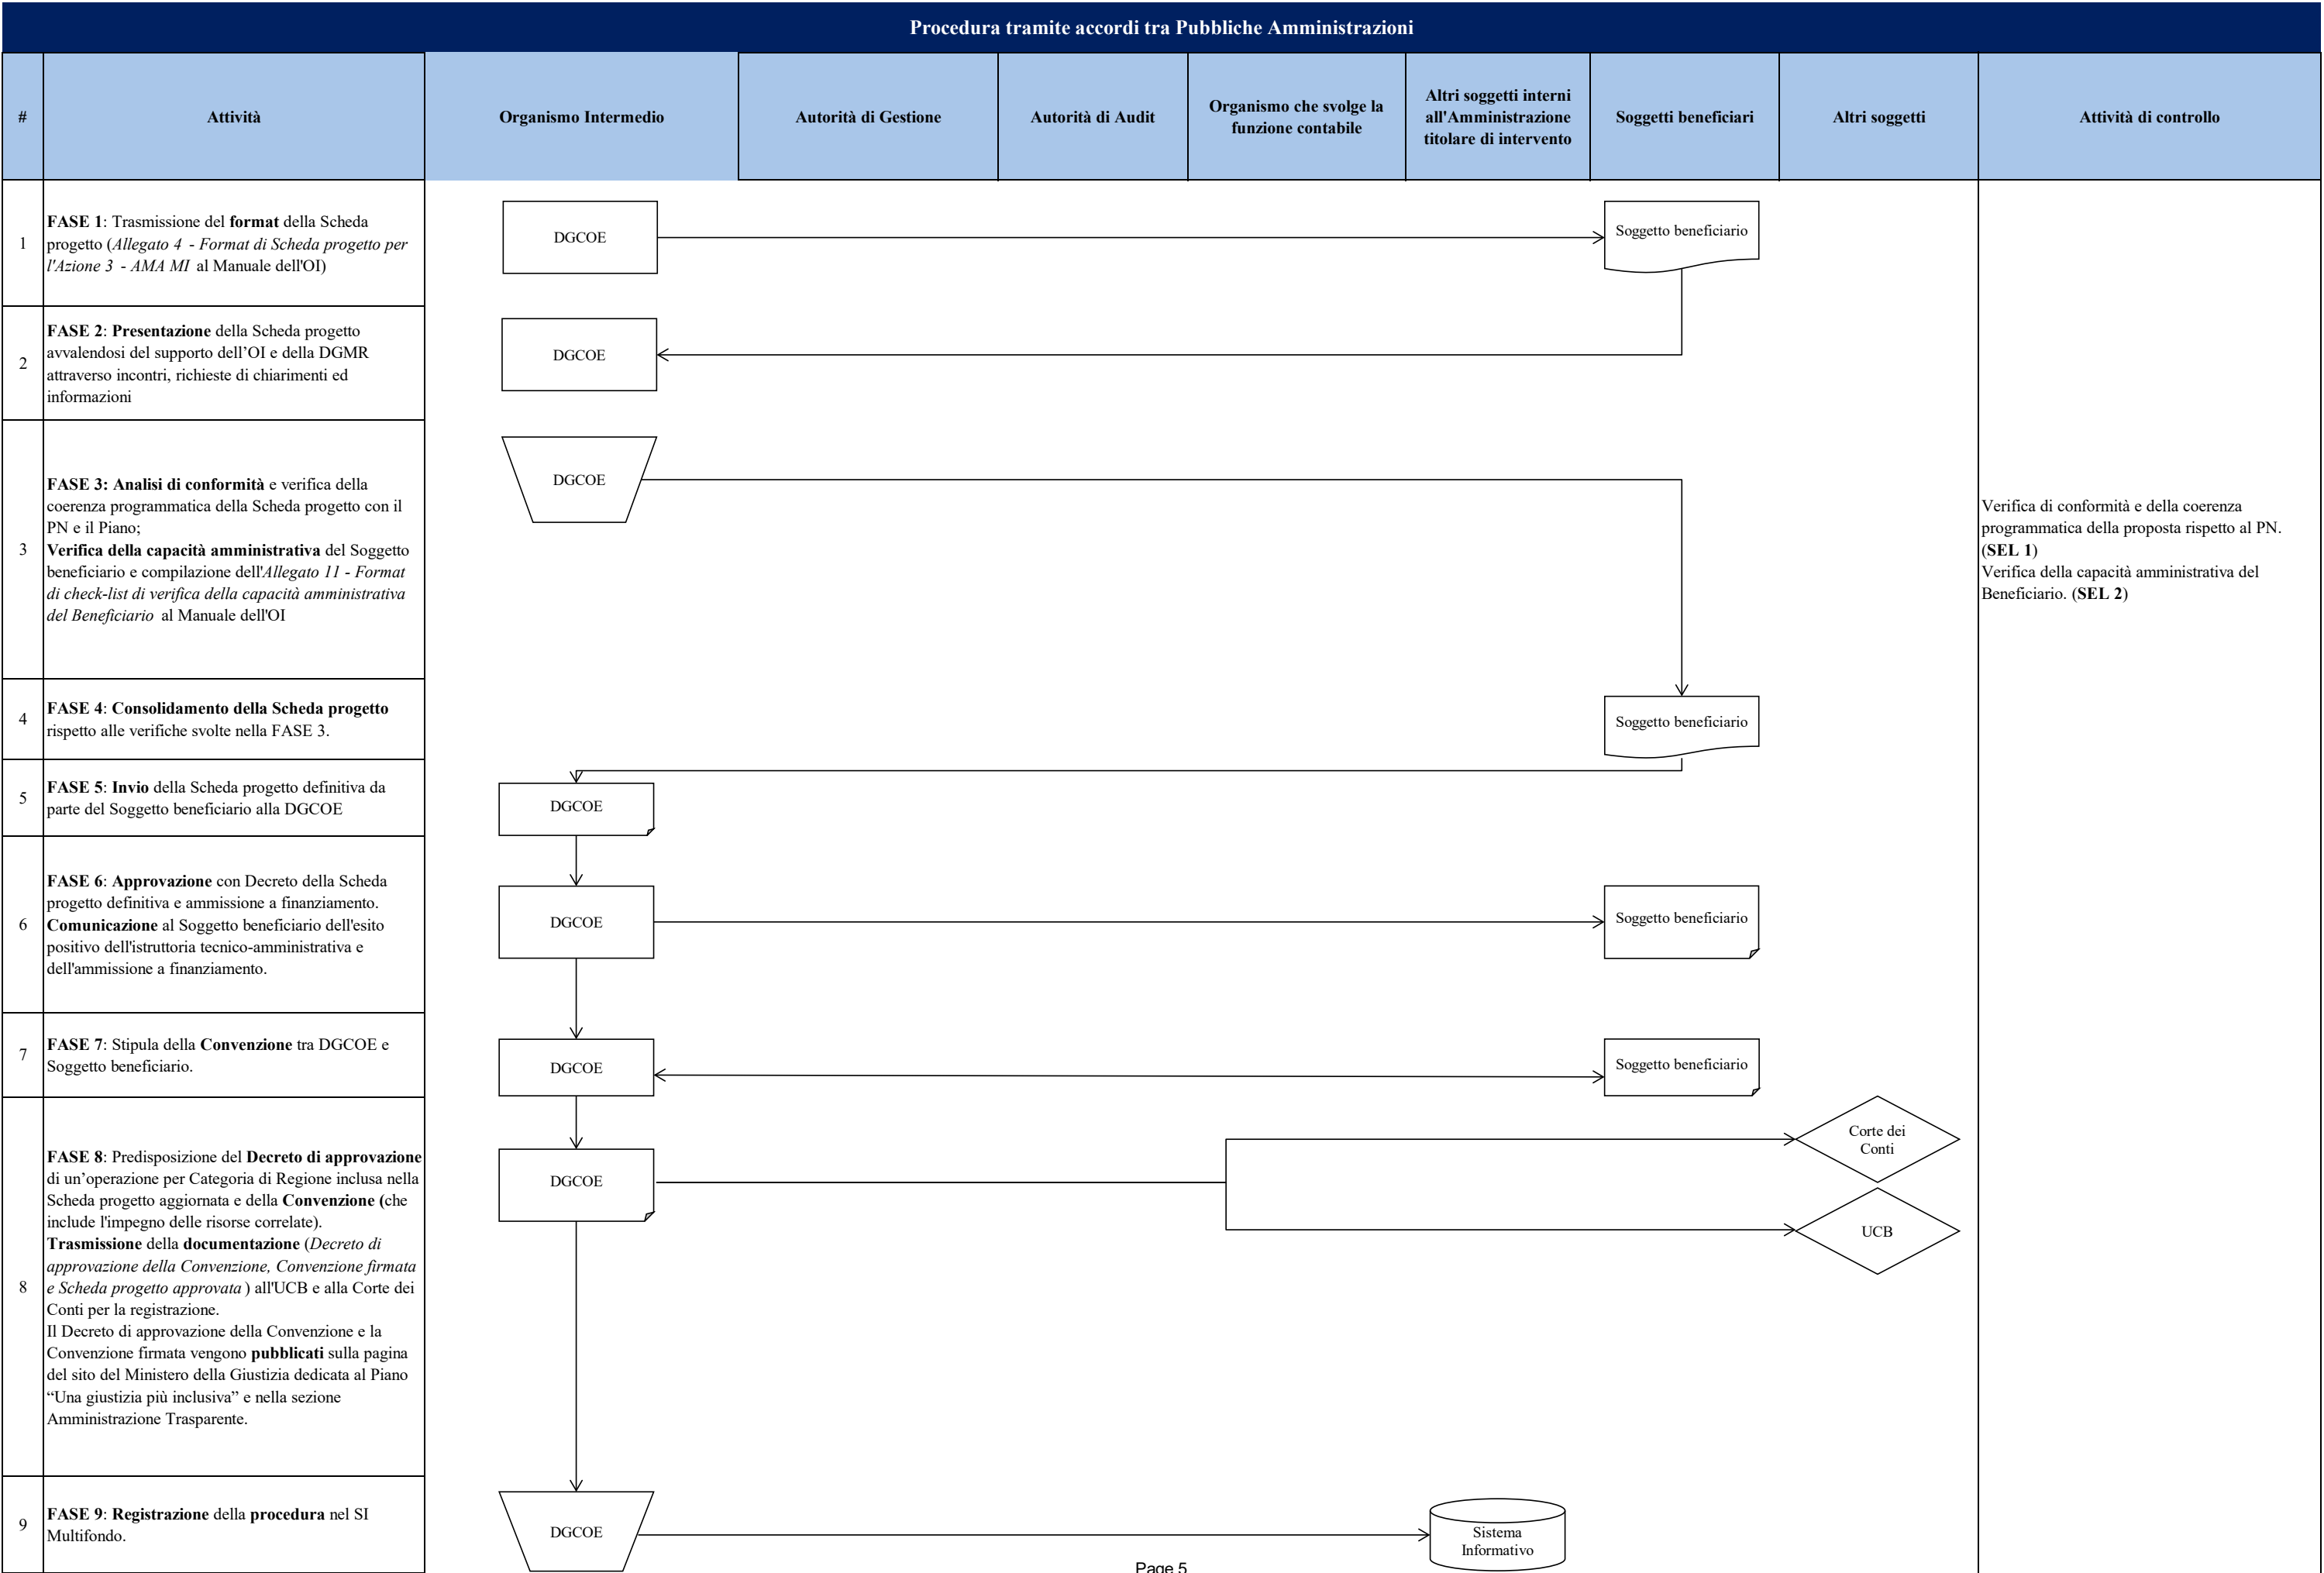 Procedura tramite accordi tra Pubbliche Amministrazioni
#
Attività
Organismo Intermedio
Autorità di Gestione
Autorità di Audit
Organismo che svolge la
funzione contabile
Altri soggetti interni
all'Amministrazione
titolare di intervento
Soggetti beneficiari
Altri soggetti
Attività di controllo
1
FASE 1: Trasmissione del format della Scheda
progetto (Allegato 4 - Format di Scheda progetto per
l'Azione 3 - AMA MI al Manuale dell'OI)
DGCOE
Soggetto beneficiario
2
FASE 2: Presentazione della Scheda progetto
avvalendosi del supporto dell’OI e della DGMR
attraverso incontri, richieste di chiarimenti ed
informazioni
DGCOE
3
FASE 3: Analisi di conformità e verifica della
coerenza programmatica della Scheda progetto con il
PN e il Piano;
Verifica della capacità amministrativa del Soggetto
beneficiario e compilazione dell'Allegato 11 - Format
di check-list di verifica della capacità amministrativa
del Beneficiario al Manuale dell'OI
DGCOE
Verifica di conformità e della coerenza
programmatica della proposta rispetto al PN.
(SEL 1)
Verifica della capacità amministrativa del
Beneficiario. (SEL 2)
4
FASE 4: Consolidamento della Scheda progetto
rispetto alle verifiche svolte nella FASE 3.
Soggetto beneficiario
5
FASE 5: Invio della Scheda progetto definitiva da
parte del Soggetto beneficiario alla DGCOE
DGCOE
6
FASE 6: Approvazione con Decreto della Scheda
progetto definitiva e ammissione a finanziamento.
Comunicazione al Soggetto beneficiario dell'esito
positivo dell'istruttoria tecnico-amministrativa e
dell'ammissione a finanziamento.
DGCOE
Soggetto beneficiario
7
FASE 7: Stipula della Convenzione tra DGCOE e
Soggetto beneficiario.
DGCOE
Soggetto beneficiario
8
FASE 8: Predisposizione del Decreto di approvazione
di un’operazione per Categoria di Regione inclusa nella
Scheda progetto aggiornata e della Convenzione (che
include l'impegno delle risorse correlate).
Trasmissione della documentazione (Decreto di
approvazione della Convenzione, Convenzione firmata
e Scheda progetto approvata ) all'UCB e alla Corte dei
Conti per la registrazione.
Il Decreto di approvazione della Convenzione e la
Convenzione firmata vengono pubblicati sulla pagina
del sito del Ministero della Giustizia dedicata al Piano
“Una giustizia più inclusiva” e nella sezione
Amministrazione Trasparente.
DGCOE
Corte dei
Conti
UCB
9
FASE 9: Registrazione della procedura nel SI
Multifondo.
DGCOE
Sistema
Informativo
Page 5